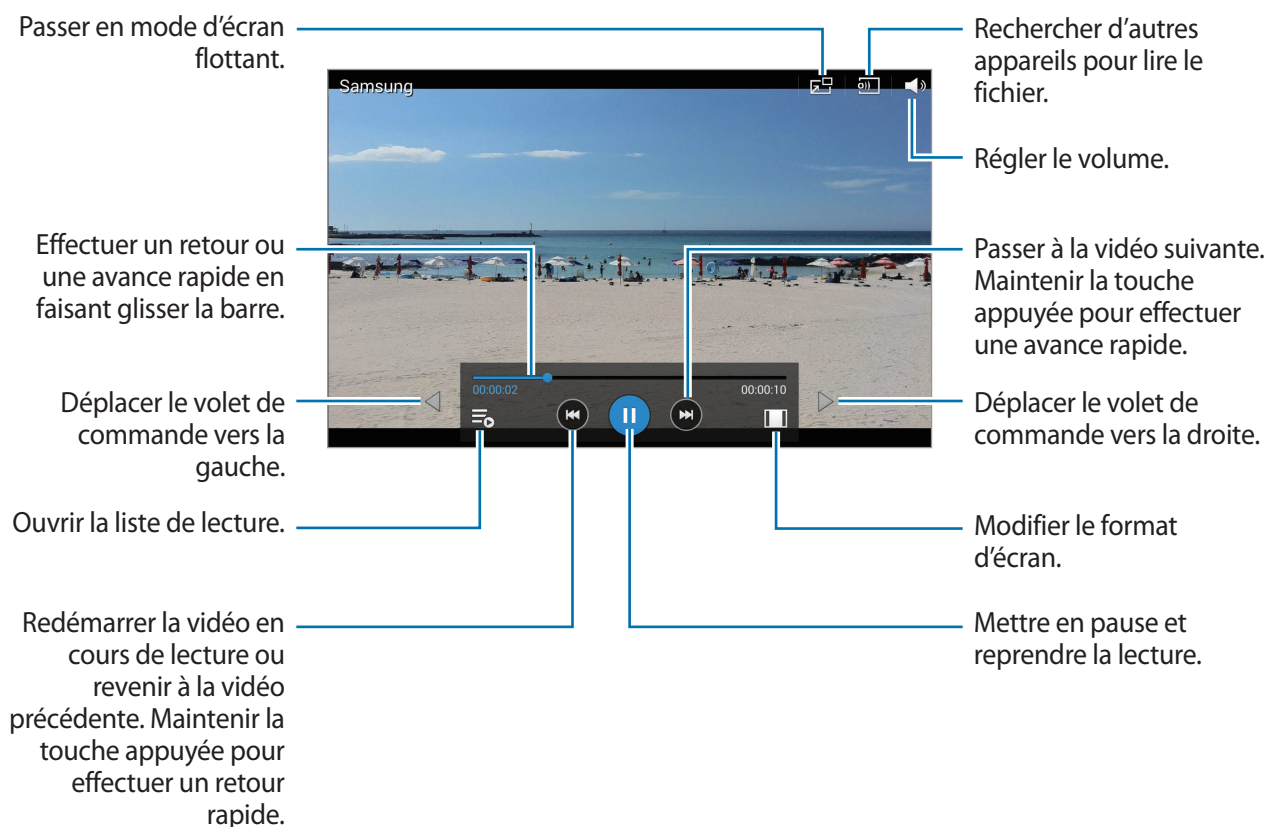 Passer en mode d'écran
flottant.
Rechercher d'autres
appareils pour lire le
fichier.
Samsung
Régler le volume.
Effectuer un retour ou
une avance rapide en
faisant glisser la barre.
Passer à la vidéo suivante.
Maintenir la touche
appuyée pour effectuer
une avance rapide.
00:00:02
00:00:10
Déplacer le volet de
commande vers la
gauche.
Déplacer le volet de
commande vers la droite.
Ouvrir la liste de lecture.
Modifier le format
d'écran.
Redémarrer la vidéo en
cours de lecture ou
revenir à la vidéo
précédente. Maintenir la
touche appuyée pour
effectuer un retour
rapide.
Mettre en pause et
reprendre la lecture.